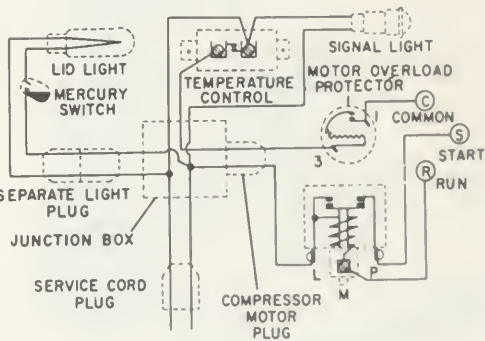 LID LIGHT
MERCURY
SWITCH
TEMPERATURE
CONTROL
SIGNAL LIGHT
MOTOR OVERLOAD
PROTECTOR
1
C
COMMON
S
START
R
RUN
3
SEPARATE LIGHT
PLUG
JUNCTION BOX
SERVICE CORD
PLUG
COMPRESSOR
MOTOR
PLUG
L
M
P